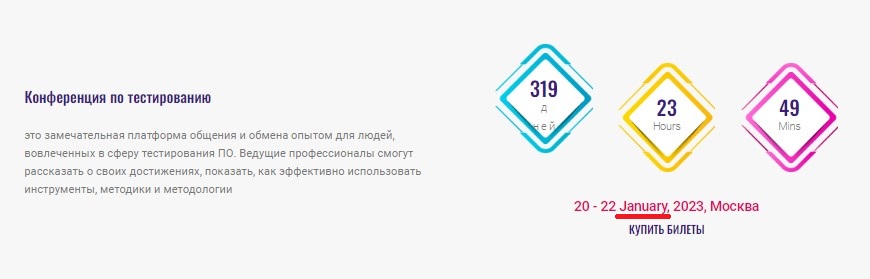 Конференция по тестированию
это замечательная платформа общения и обмена опытом для людей,
вовлеченных в сферу тестирования ПО. Ведущие профессионалы смогут
рассказать о своих достижениях, показать, как эффективно использовать
инструменты, методики и методологии
319
д
ней
23
Hours
49
Mins
20 - 22 January, 2023, Москва
КУПИТЬ БИЛЕТЫ